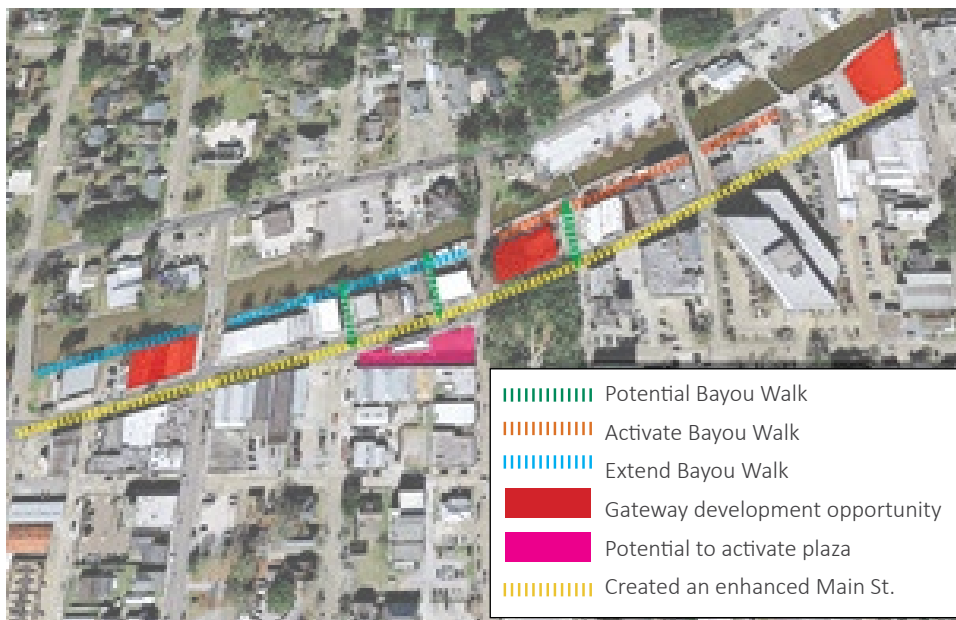 Potential Bayou Walk
Activate Bayou Walk
Extend Bayou Walk
Gateway development opportunity
Potential to activate plaza
Created an enhanced Main St.